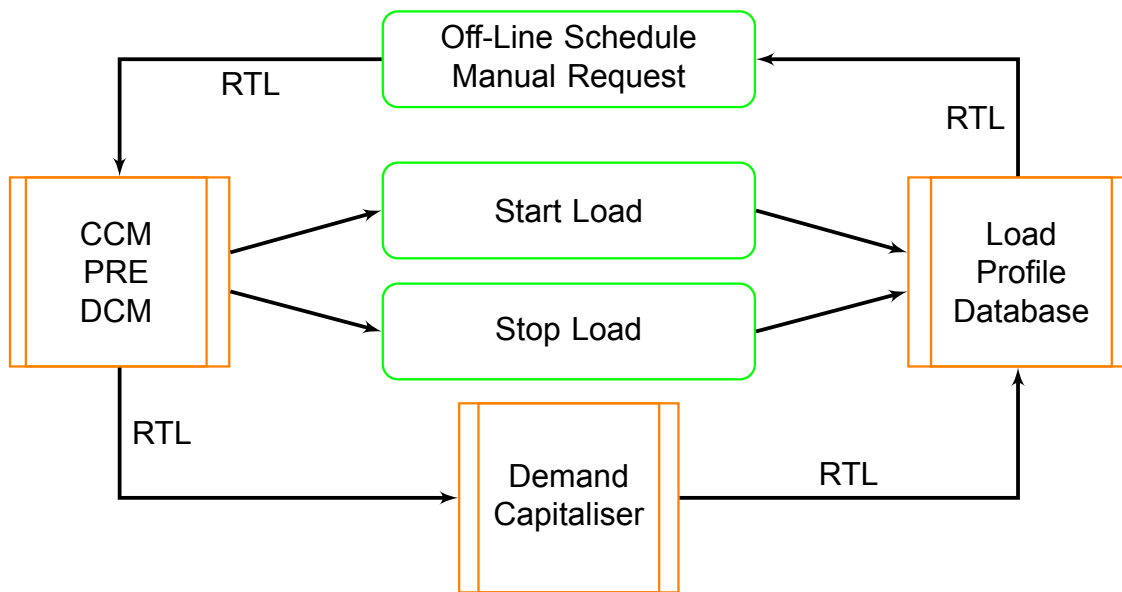 Off-Line Schedule
Manual Request
RTL
RTL
CCM
PRE
DCM
Start Load
Load
Profile
Database
Stop Load
RTL
Demand
Capitaliser
RTL